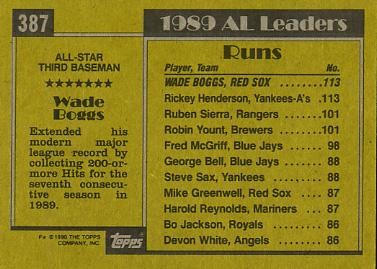 387
ALL-STAR
THIRD BASEMAN
★★★★★★★
Wade
Boggs
Extended his
modern major
league record by
collecting 200-or-
more Hits for the
seventh consecu-
tive season in
1989.
© 1990 THE TOPPS
COMPANY, INC.
Topps
1989 AL Leaders
Runs
Player, Team No.
WADE BOGGS, RED SOX ........113
Rickey Henderson, Yankees-A's .113
Ruben Sierra, Rangers .......101
Robin Yount, Brewers ........101
Fred McGriff, Blue Jays ...... 98
George Bell, Blue Jays ....... 88
Steve Sax, Yankees .......... 88
Mike Greenwell, Red Sox .... 87
Harold Reynolds, Mariners ... 87
Bo Jackson, Royals .......... 86
Devon White, Angels ........ 86